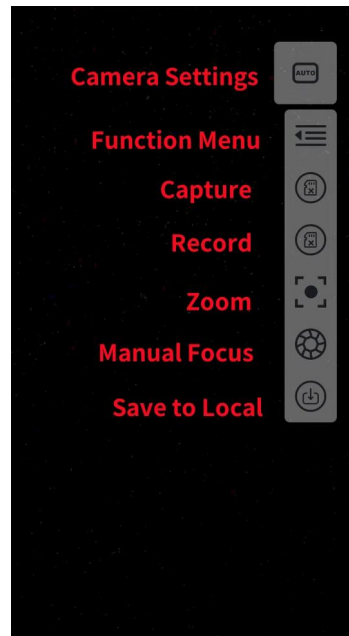 Camera Settings
AUTO
Function Menu
Capture
Record
Zoom
Manual Focus
Save to Local